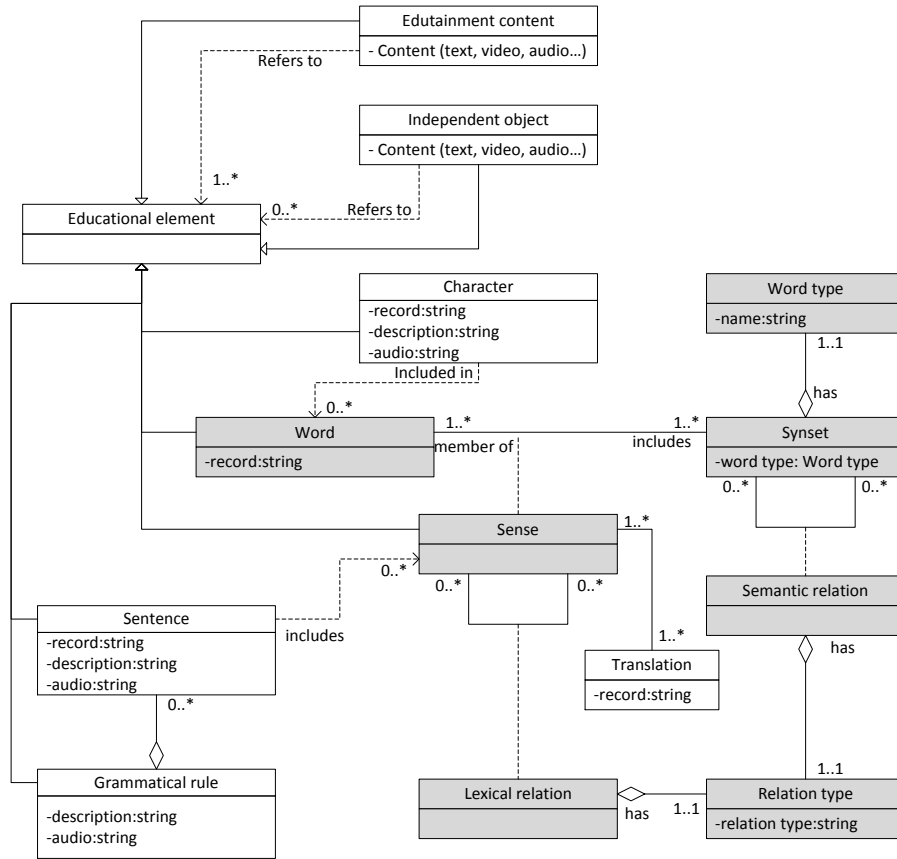 Edutainment content
- Content (text, video, audio...)
Refers to
Independent object
- Content (text, video, audio...)
1..*
0..*
Refers to
Educational element
Character
-record:string
-description:string
-audio:string
Included in
0..*
Word type
-name:string
1..1
has
Word
-record:string
1..*
member of
1..*
includes
Synset
-word type: Word type
0..*
0..*
Sense
1..*
0..*
0..*
0..*
Semantic relation
has
Sentence
-record:string
-description:string
-audio:string
includes
1..*
Translation
-record:string
0..*
Grammatical rule
-description:string
-audio:string
Lexical relation
has
1..1
1..1
Relation type
-relation type:string